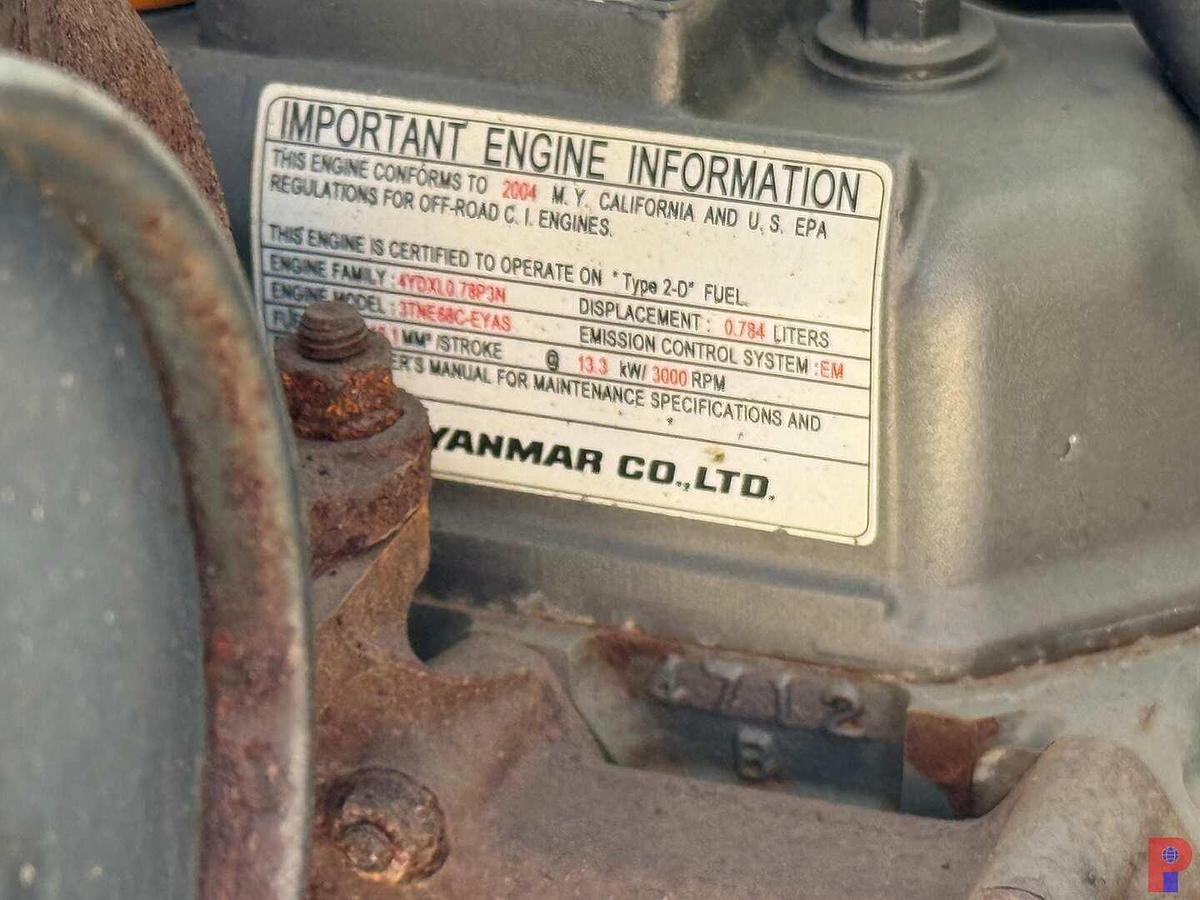 IMPORTANT ENGINE INFORMATION
THIS ENGINE CONFORMS TO 2004 M.Y. CALIFORNIA AND U.S. EPA
REGULATIONS FOR OFF-ROAD C.I. ENGINES.
THIS ENGINE IS CERTIFIED TO OPERATE ON "Type 2-D" FUEL
ENGINE FAMILY : 4YDXL0.78P3N DISPLACEMENT : 0.784 LITERS
ENGINE MODEL : 3TNE68C-EYAS EMISSION CONTROL SYSTEM : EM
MM³/STROKE @ 13.3 kW/ 3000 RPM
MANUAL FOR MAINTENANCE SPECIFICATIONS AND
YANMAR CO.,LTD.
4712
PI